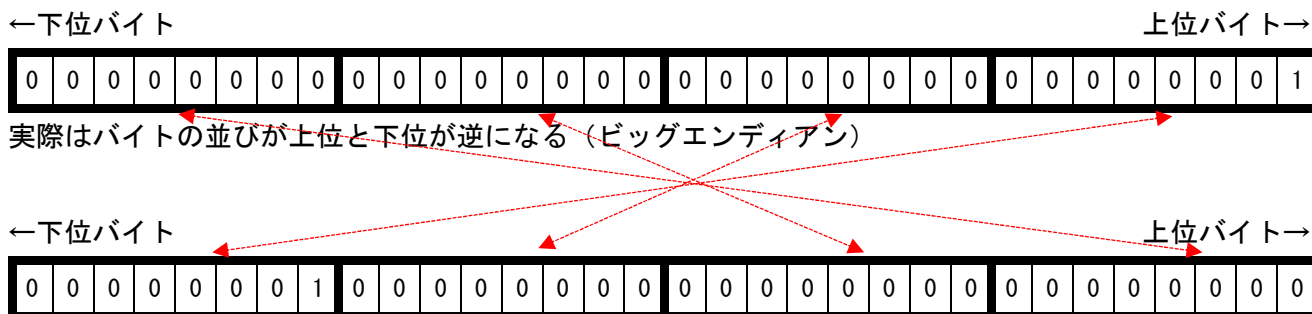 ←下位バイト 上位バイト→
0 0 0 0 0 0 0 0 0 0 0 0 0 0 0 0 0 0 0 0 0 0 0 0 0 0 0 0 0 0 0 1
実際はバイトの並びが上位と下位が逆になる（ビッグエンディアン）
←下位バイト 上位バイト→
0 0 0 0 0 0 0 1 0 0 0 0 0 0 0 0 0 0 0 0 0 0 0 0 0 0 0 0 0 0 0 0